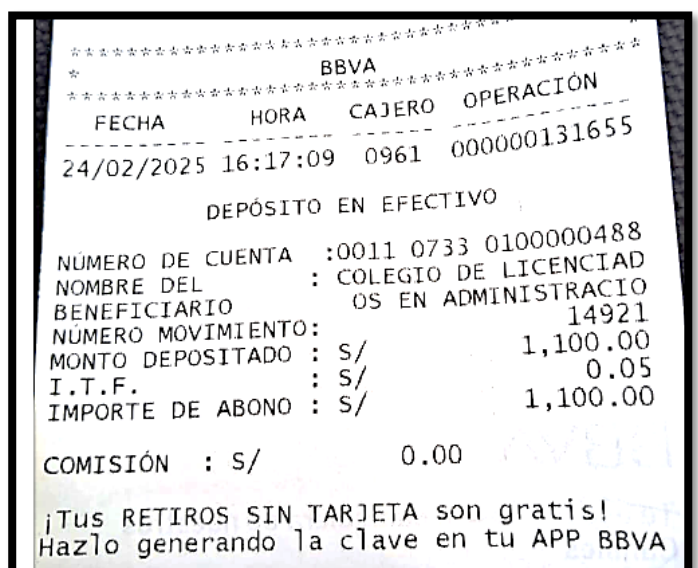 ****************************************
* BBVA *
****************************************
FECHA HORA CAJERO OPERACIÓN
24/02/2025 16:17:09 0961 000000131655
DEPÓSITO EN EFECTIVO
NÚMERO DE CUENTA :0011 0733 0100000488
NOMBRE DEL : COLEGIO DE LICENCIAD
BENEFICIARIO OS EN ADMINISTRACIO
NÚMERO MOVIMIENTO: 14921
MONTO DEPOSITADO : S/ 1,100.00
I.T.F. : S/ 0.05
IMPORTE DE ABONO : S/ 1,100.00
COMISIÓN : S/ 0.00
¡Tus RETIROS SIN TARJETA son gratis!
Hazlo generando la clave en tu APP BBVA